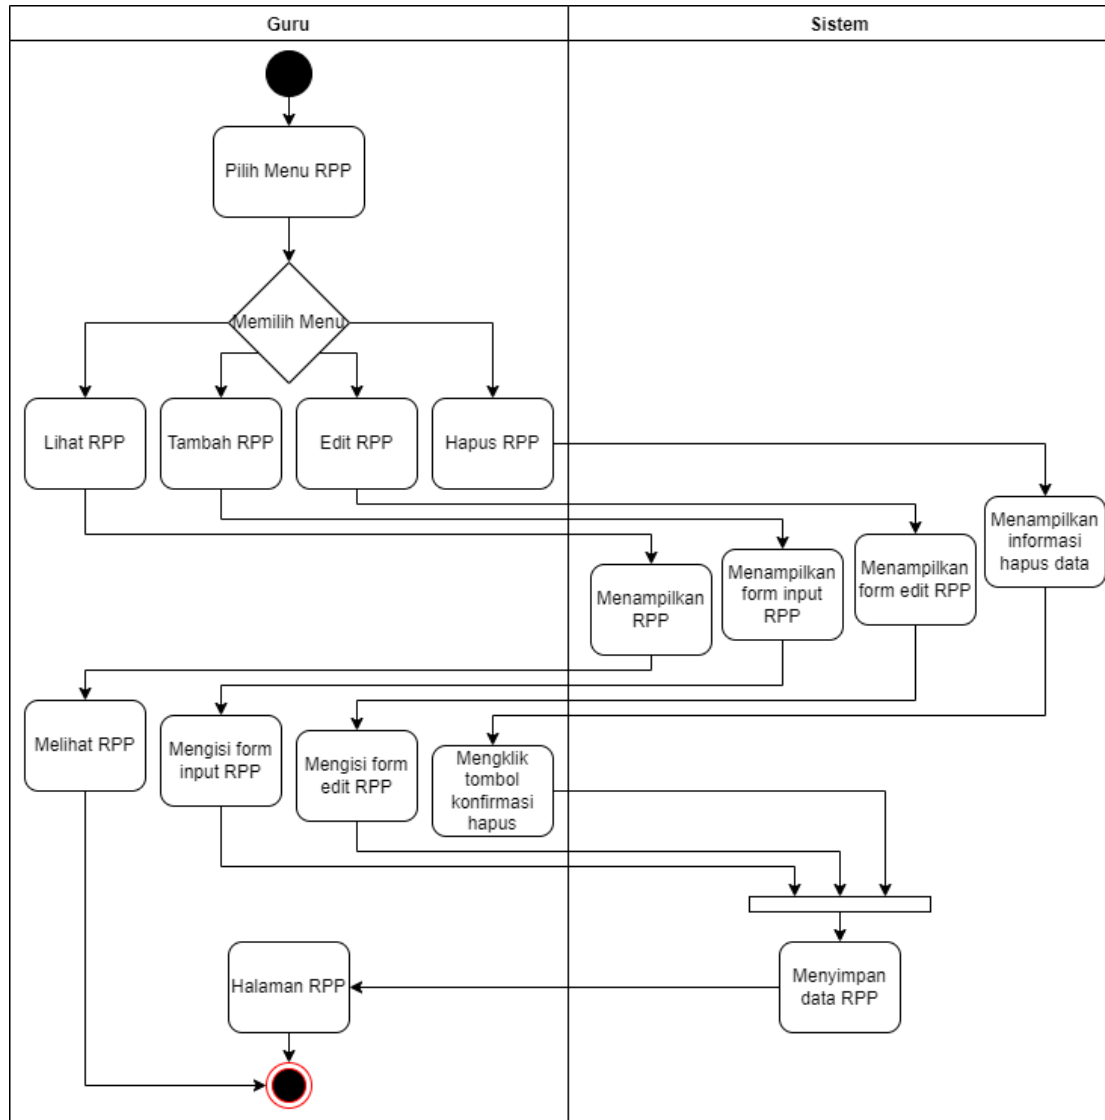 Guru
Sistem
Pilih Menu RPP
Memilih Menu
Lihat RPP
Tambah RPP
Edit RPP
Hapus RPP
Menampilkan
RPP
Menampilkan
form input
RPP
Menampilkan
form edit RPP
Menampilkan
informasi
hapus data
Melihat RPP
Mengisi form
input RPP
Mengisi form
edit RPP
Mengklik
tombol
konfirmasi
hapus
Halaman RPP
Menyimpan
data RPP